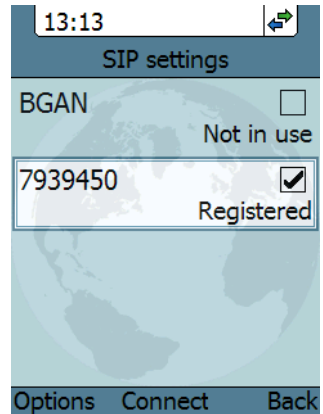 13:13
SIP settings
BGAN
Not in use
7939450
Registered
Options Connect Back